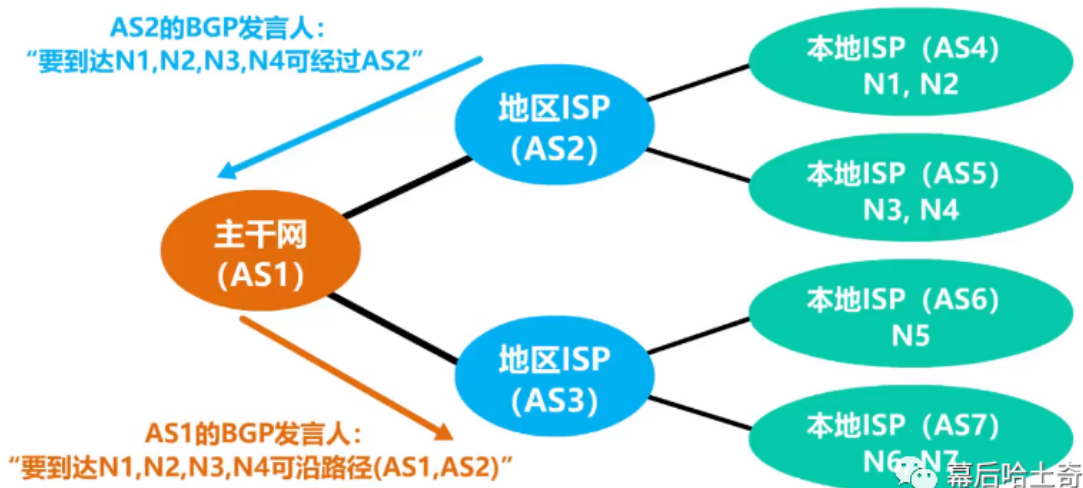 AS2的BGP发言人：
“要到达N1,N2,N3,N4可经过AS2”
本地ISP（AS4）
N1, N2
地区ISP
（AS2）
本地ISP（AS5）
N3, N4
主干网
（AS1）
本地ISP（AS6）
N5
地区ISP
（AS3）
AS1的BGP发言人：
“要到达N1,N2,N3,N4可沿路径(AS1,AS2)”
本地ISP（AS7）
N6, N7
幕后哈士奇